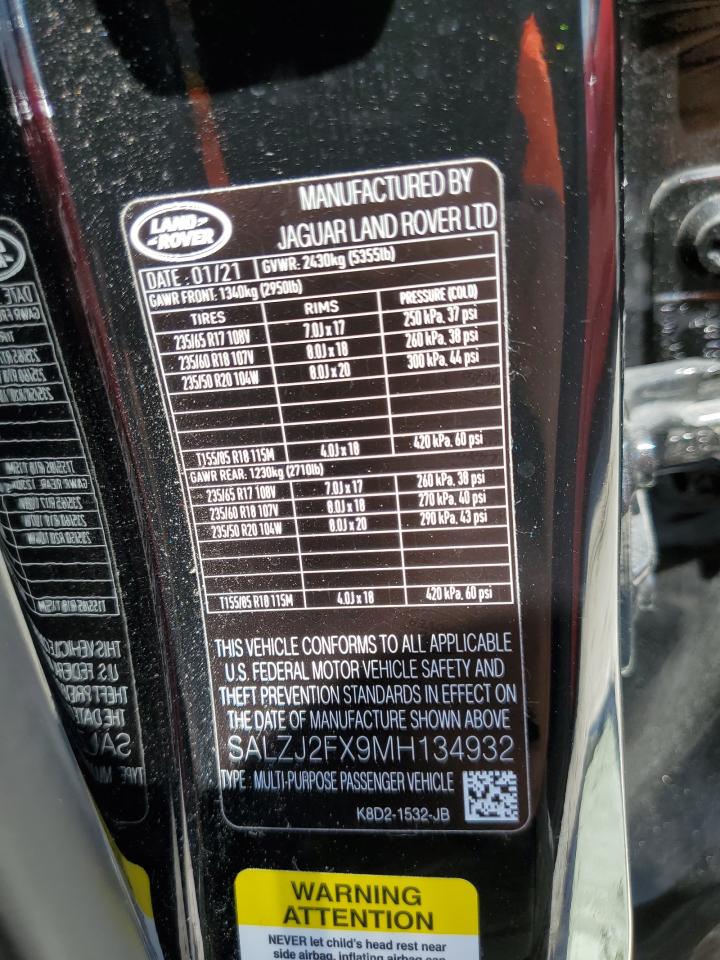 LAND ROVER
MANUFACTURED BY
JAGUAR LAND ROVER LTD
DATE : 01/21 GVWR: 2430kg (5355lb)
GAWR FRONT: 1340kg (2950lb)
TIRES RIMS PRESSURE (COLD)
235/65 R17 108V 7.0J x 17 250 kPa, 37 psi
235/60 R18 107V 8.0J x 18 260 kPa, 38 psi
235/50 R20 104W 8.0J x 20 300 kPa, 44 psi
T155/85 R18 115M 4.0J x 18 420 kPa, 60 psi
GAWR REAR: 1230kg (2710lb)
235/65 R17 108V 7.0J x 17 260 kPa, 38 psi
235/60 R18 107V 8.0J x 18 270 kPa, 40 psi
235/50 R20 104W 8.0J x 20 290 kPa, 43 psi
T155/85 R18 115M 4.0J x 18 420 kPa, 60 psi
THIS VEHICLE CONFORMS TO ALL APPLICABLE
U.S. FEDERAL MOTOR VEHICLE SAFETY AND
THEFT PREVENTION STANDARDS IN EFFECT ON
THE DATE OF MANUFACTURE SHOWN ABOVE
SALZJ2FX9MH134932
TYPE : MULTI-PURPOSE PASSENGER VEHICLE
K8D2-1532-JB
WARNING
ATTENTION
NEVER let child's head rest near
side airbag, inflating airbag can